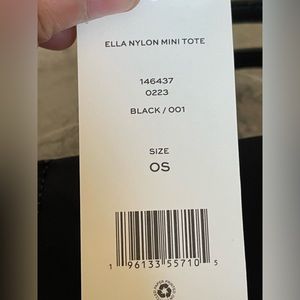 ELLA NYLON MINI TOTE
146437
0223
BLACK / 001
SIZE
OS
1 96133 55710 5